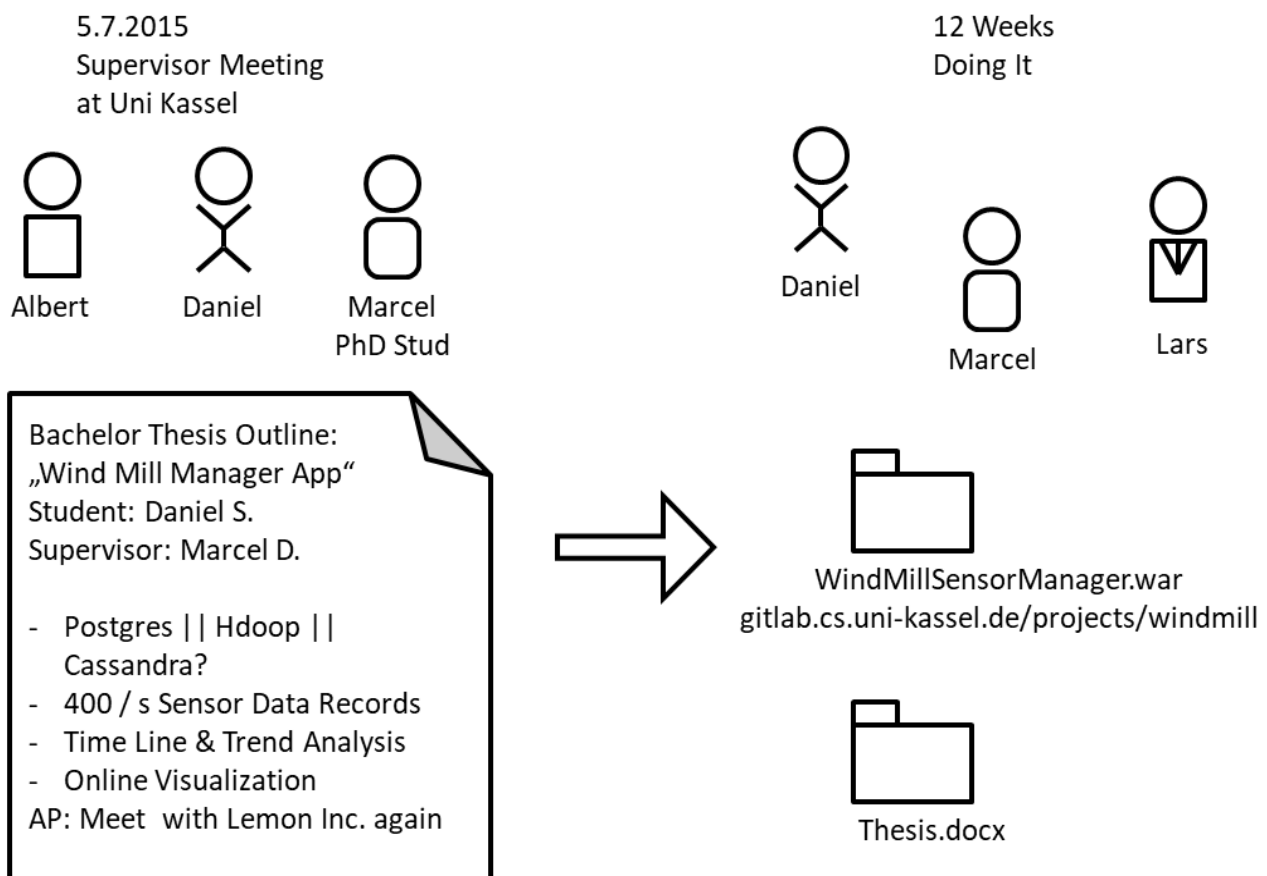 5.7.2015
Supervisor Meeting
at Uni Kassel
Albert
Daniel
Marcel
PhD Stud
Bachelor Thesis Outline:
„Wind Mill Manager App“
Student: Daniel S.
Supervisor: Marcel D.
- Postgres || Hdoop ||
Cassandra?
- 400 / s Sensor Data Records
- Time Line & Trend Analysis
- Online Visualization
AP: Meet with Lemon Inc. again
12 Weeks
Doing It
Daniel
Marcel
Lars
WindMillSensorManager.war
gitlab.cs.uni-kassel.de/projects/windmill
Thesis.docx